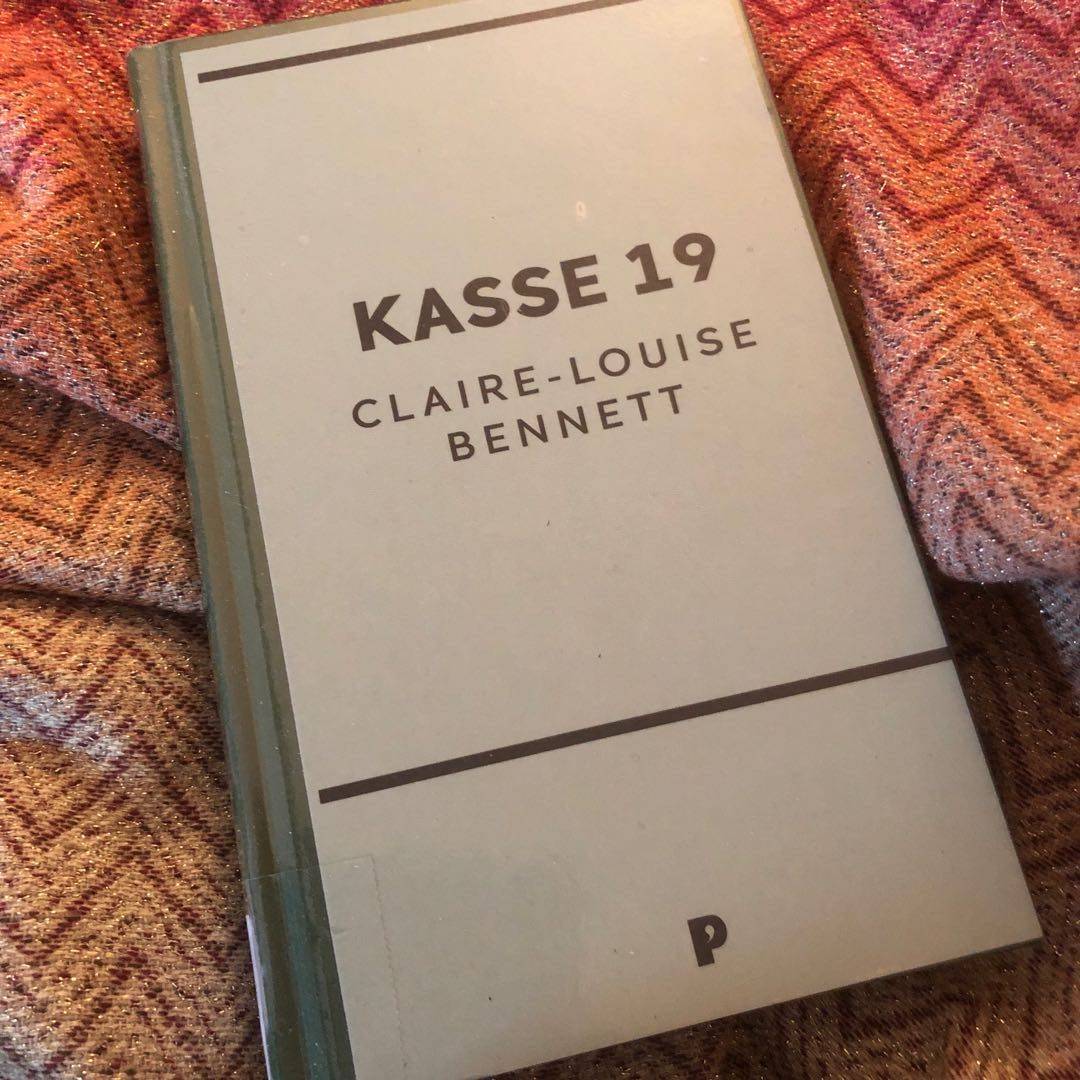 KASSE 19
CLAIRE-LOUISE
BENNETT
P